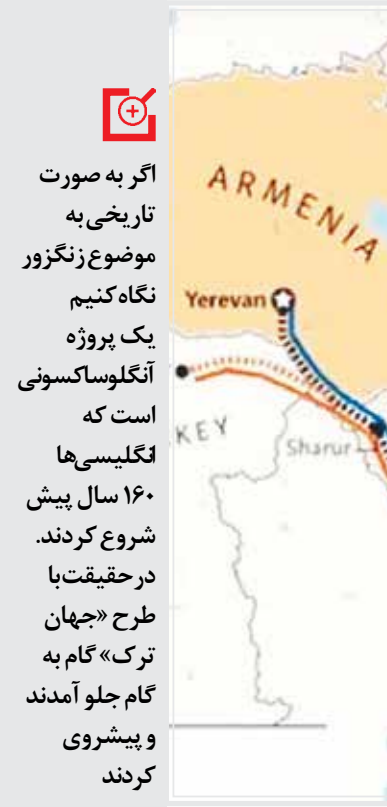 اگر به صورت
تاریخی به
موضوع زنگزور
نگاه کنیم
یک پروژه
آنگلوساکسونی
است که
انگلیسی‌ها
۱۶۰ سال پیش
شروع کردند.
درحقیقت با
طرح «جهان
ترک» گام به
گام جلو آمدند
و پیشروی
کردند
ARMENIA
Yerevan
KEY
Sharur